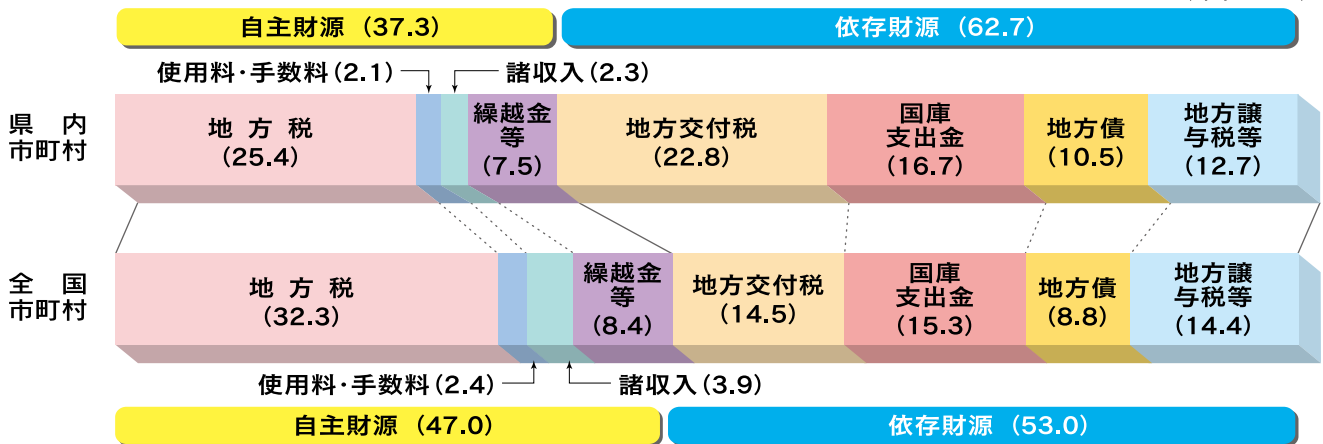 自主財源 (37.3)
依存財源 (62.7)
使用料・手数料(2.1)
諸収入(2.3)
県内
市町村
地方税
(25.4)
繰越金
等
(7.5)
地方交付税
(22.8)
国庫
支出金
(16.7)
地方債
(10.5)
地方譲
与税等
(12.7)
全国
市町村
地方税
(32.3)
繰越金
等
(8.4)
地方交付税
(14.5)
国庫
支出金
(15.3)
地方債
(8.8)
地方譲
与税等
(14.4)
使用料・手数料(2.4)
諸収入(3.9)
自主財源 (47.0)
依存財源 (53.0)